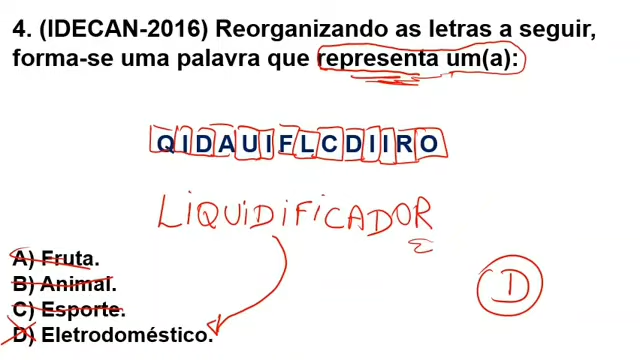 4. (IDECAN-2016) Reorganizando as letras a seguir,
forma-se uma palavra que representa um(a):
QIDAUIFLCDIIRO
LIQUIDIFICADOR
A) Fruta.
B) Animal.
C) Esporte.
D) Eletrodoméstico.
D